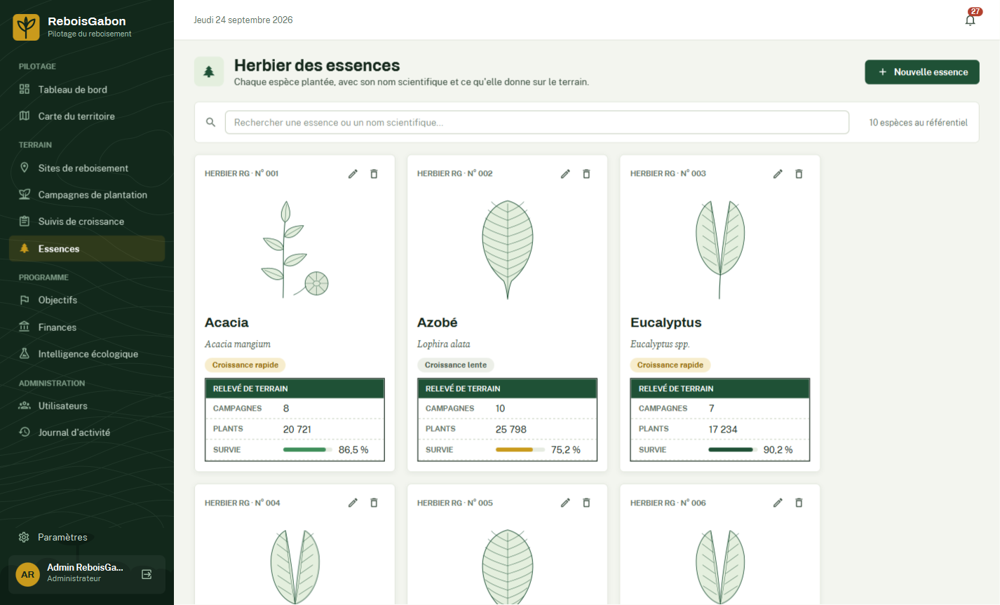 ReboisGabon
Pilotage du reboisement
PILOTAGE
Tableau de bord
Carte du territoire
TERRAIN
Sites de reboisement
Campagnes de plantation
Suivis de croissance
Essences
PROGRAMME
Objectifs
Finances
Intelligence écologique
ADMINISTRATION
Utilisateurs
Journal d'activité
Paramètres
AR
Admin ReboisGa...
Administrateur
Jeudi 24 septembre 2026
27
Herbier des essences
Chaque espèce plantée, avec son nom scientifique et ce qu'elle donne sur le terrain.
+ Nouvelle essence
Rechercher une essence ou un nom scientifique...
10 espèces au référentiel
HERBIER RG · N° 001
Acacia
Acacia mangium
Croissance rapide
RELEVÉ DE TERRAIN
CAMPAGNES 8
PLANTS 20 721
SURVIE 86,5 %
HERBIER RG · N° 002
Azobé
Lophira alata
Croissance lente
RELEVÉ DE TERRAIN
CAMPAGNES 10
PLANTS 25 798
SURVIE 75,2 %
HERBIER RG · N° 003
Eucalyptus
Eucalyptus spp.
Croissance rapide
RELEVÉ DE TERRAIN
CAMPAGNES 7
PLANTS 17 234
SURVIE 90,2 %
HERBIER RG · N° 004
HERBIER RG · N° 005
HERBIER RG · N° 006